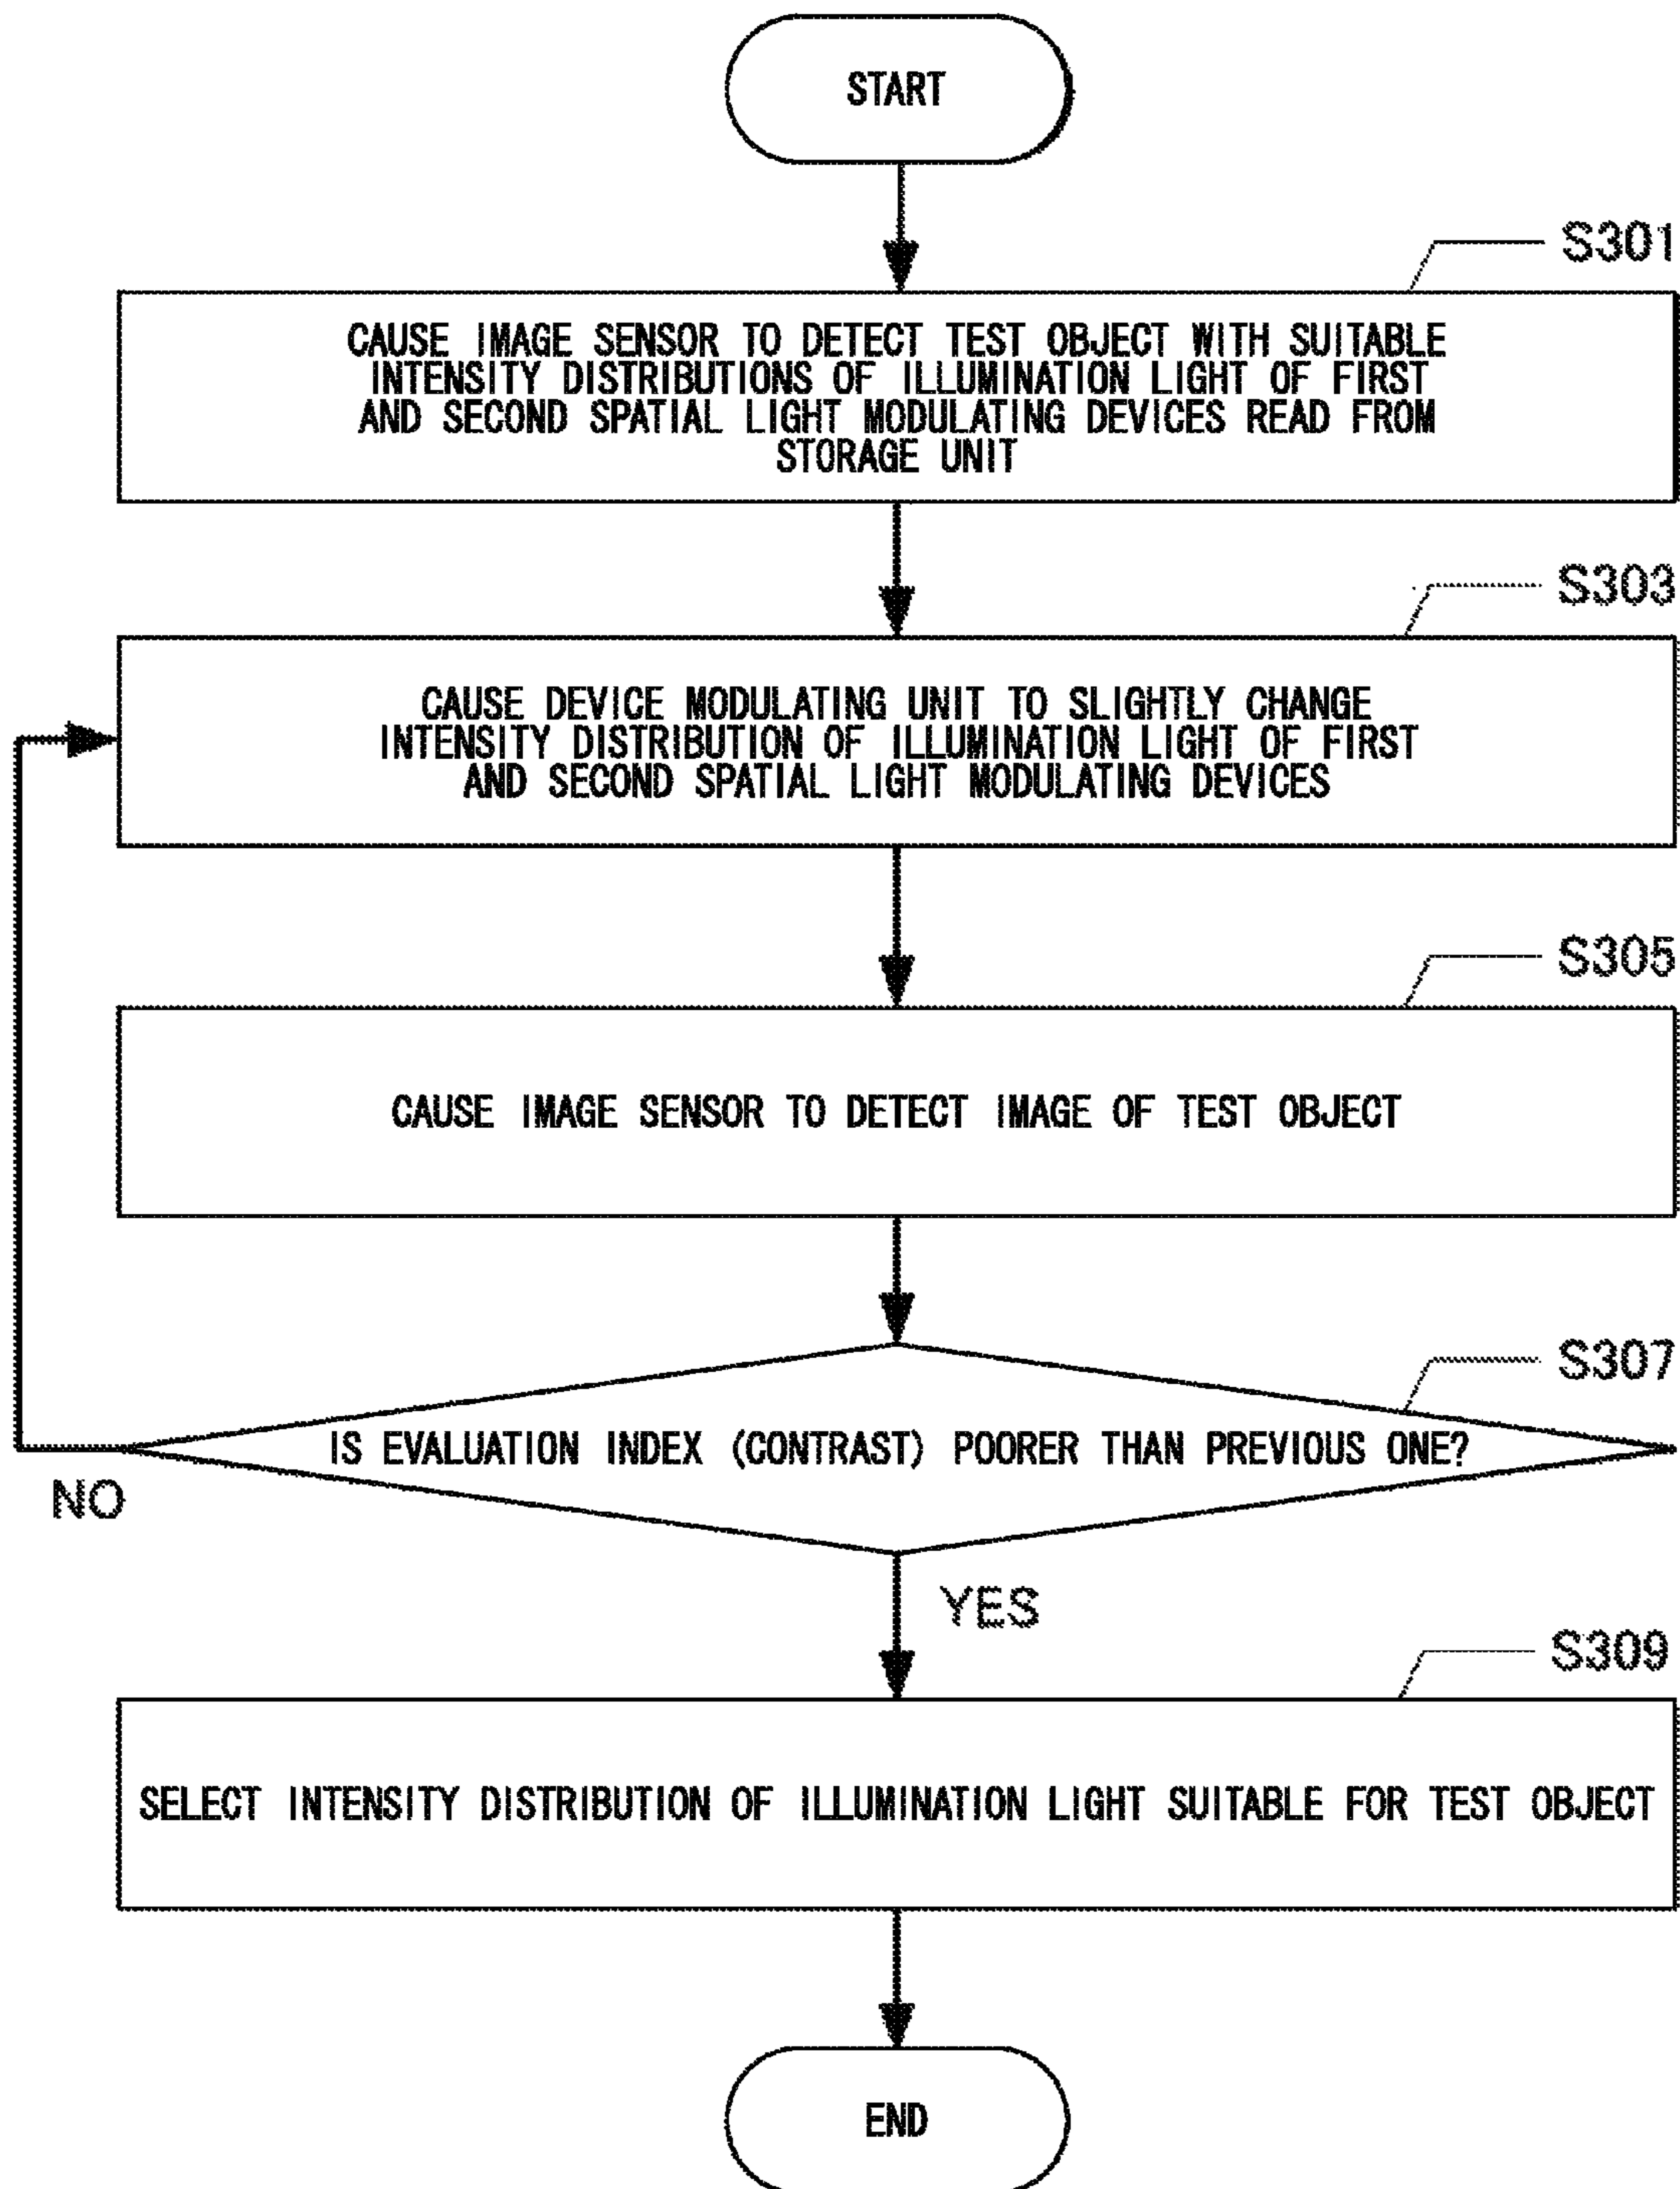 START
S301
CAUSE IMAGE SENSOR TO DETECT TEST OBJECT WITH SUITABLE
INTENSITY DISTRIBUTIONS OF ILLUMINATION LIGHT OF FIRST
AND SECOND SPATIAL LIGHT MODULATING DEVICES READ FROM
STORAGE UNIT
S303
CAUSE DEVICE MODULATING UNIT TO SLIGHTLY CHANGE
INTENSITY DISTRIBUTION OF ILLUMINATION LIGHT OF FIRST
AND SECOND SPATIAL LIGHT MODULATING DEVICES
S305
CAUSE IMAGE SENSOR TO DETECT IMAGE OF TEST OBJECT
S307
IS EVALUATION INDEX (CONTRAST) POORER THAN PREVIOUS ONE?
NO
YES
S309
SELECT INTENSITY DISTRIBUTION OF ILLUMINATION LIGHT SUITABLE FOR TEST OBJECT
END